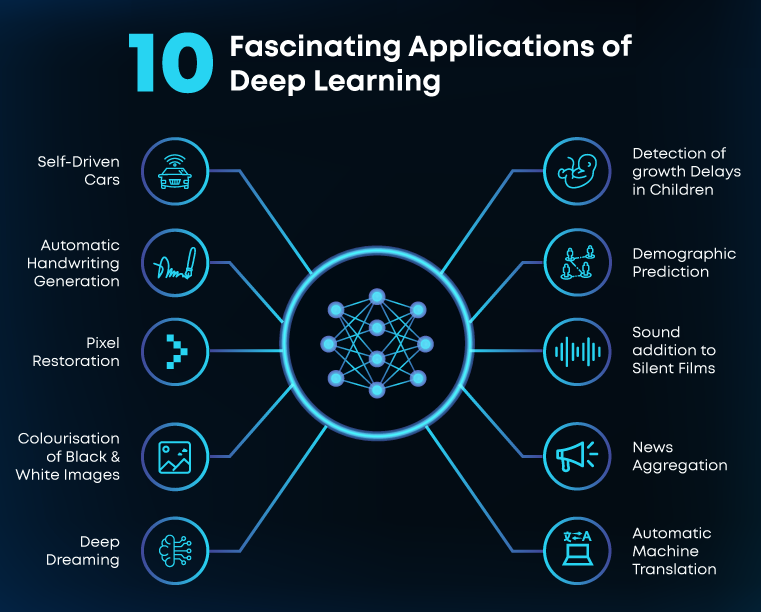 10
Fascinating Applications of
Deep Learning
Self-Driven
Cars
Automatic
Handwriting
Generation
Pixel
Restoration
Colourisation
of Black &
White Images
Deep
Dreaming
Detection of
growth Delays
in Children
Demographic
Prediction
Sound
addition to
Silent Films
News
Aggregation
文⇄A
Automatic
Machine
Translation